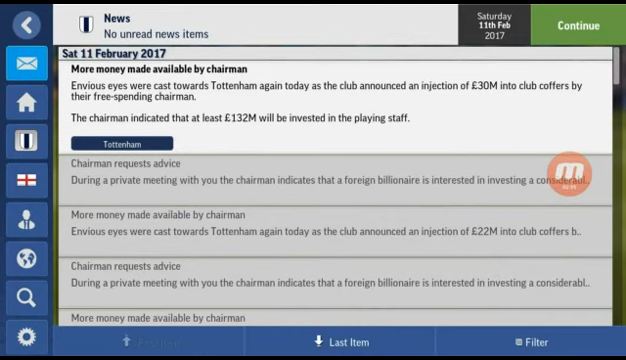 News
No unread news items
Saturday
11th Feb
2017
Continue
Sat 11 February 2017
More money made available by chairman
Envious eyes were cast towards Tottenham again today as the club announced an injection of £30M into club coffers by
their free-spending chairman.
The chairman indicated that at least £132M will be invested in the playing staff.
Tottenham
Chairman requests advice
During a private meeting with you the chairman indicates that a foreign billionaire is interested in investing a considerabl..
More money made available by chairman
Envious eyes were cast towards Tottenham again today as the club announced an injection of £22M into club coffers b..
Chairman requests advice
During a private meeting with you the chairman indicates that a foreign billionaire is interested in investing a considerabl..
More money made available by chairman
Last Item
Filter